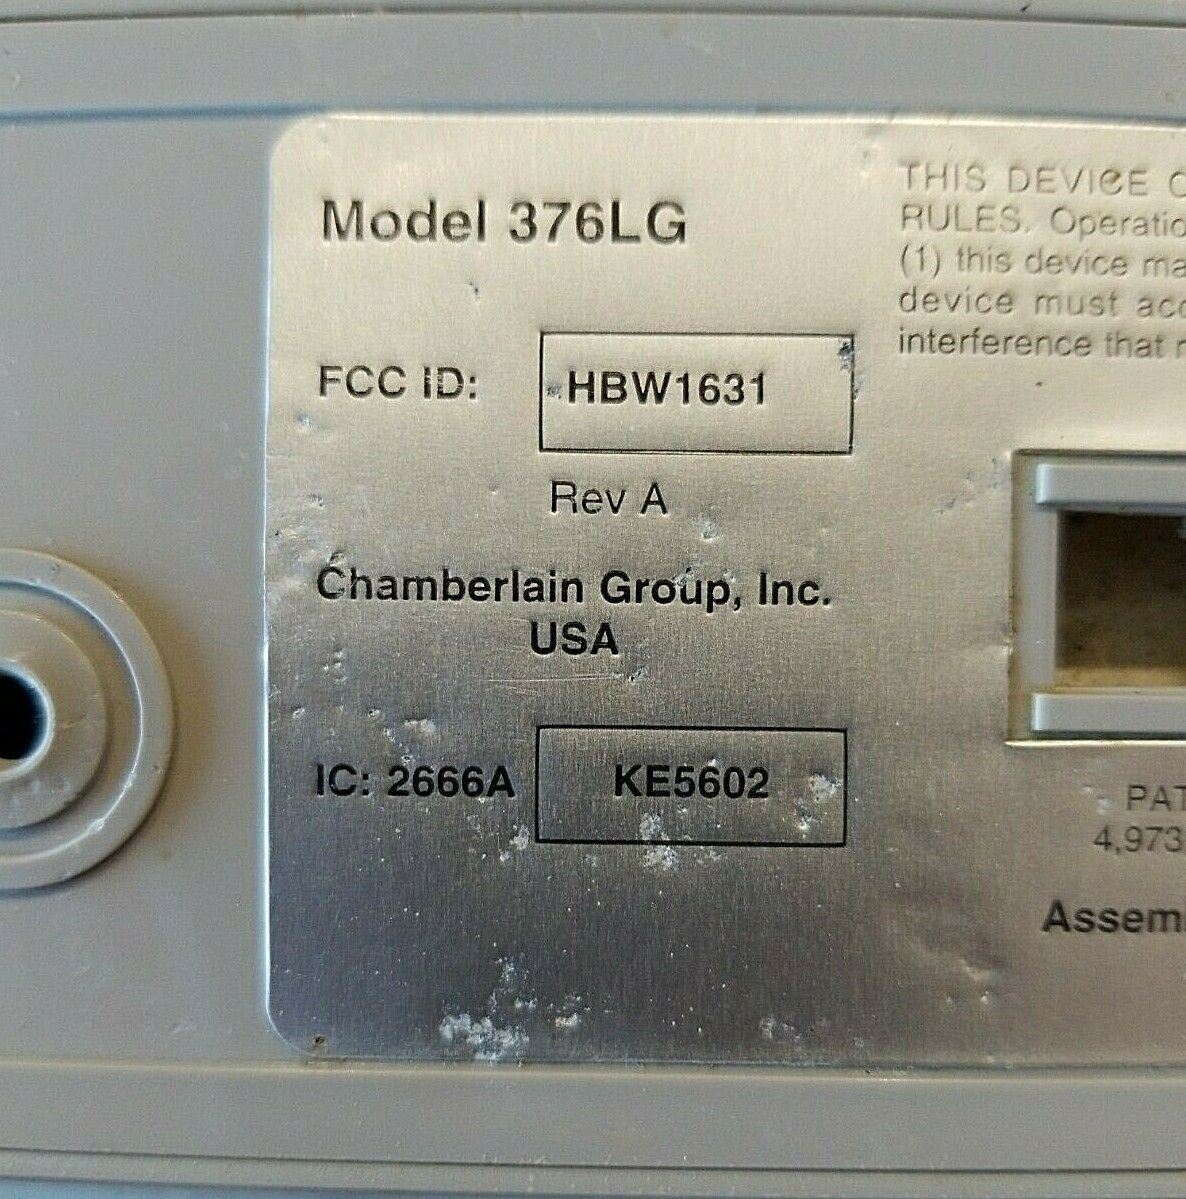 Model 376LG
FCC ID: HBW1631
Rev A
Chamberlain Group, Inc.
USA
IC: 2666A KE5602
THIS DEVICE
RULES. Operatio
(1) this device ma
device must acc
interference that
PAT
4,973
Assem